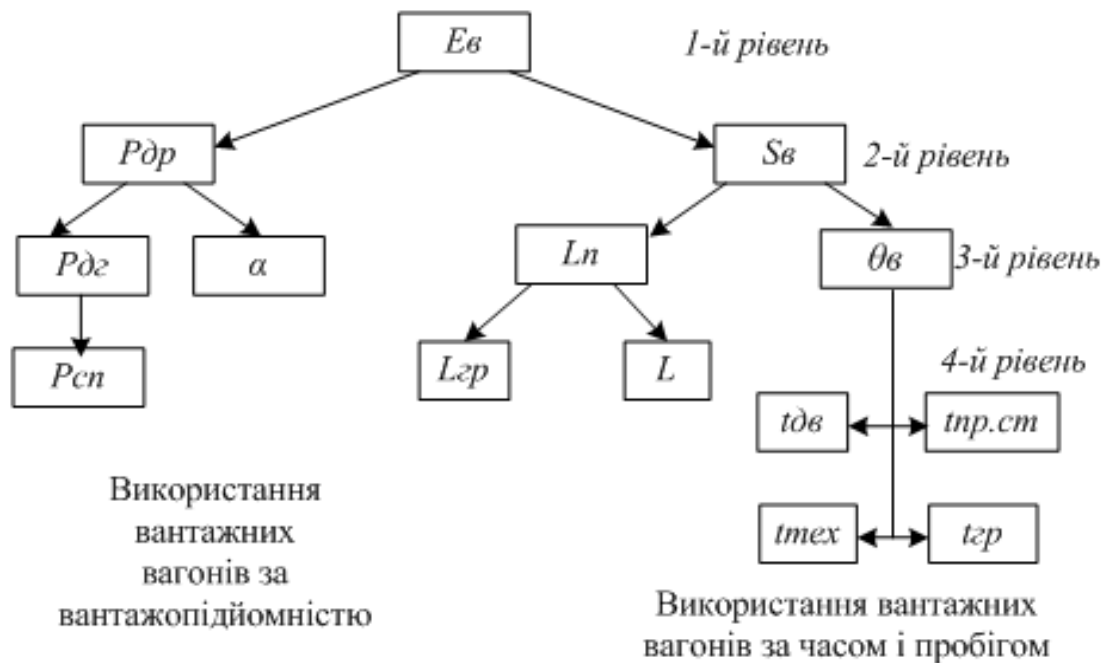 Ев
1-й рівень
Рдр
Sв
2-й рівень
Рдг
α
Lп
θв
3-й рівень
Рсп
Lгр
L
4-й рівень
tдв
tпр.ст
tтех
tгр
Використання
вантажних
вагонів за
вантажопідйомністю
Використання вантажних
вагонів за часом і пробігом